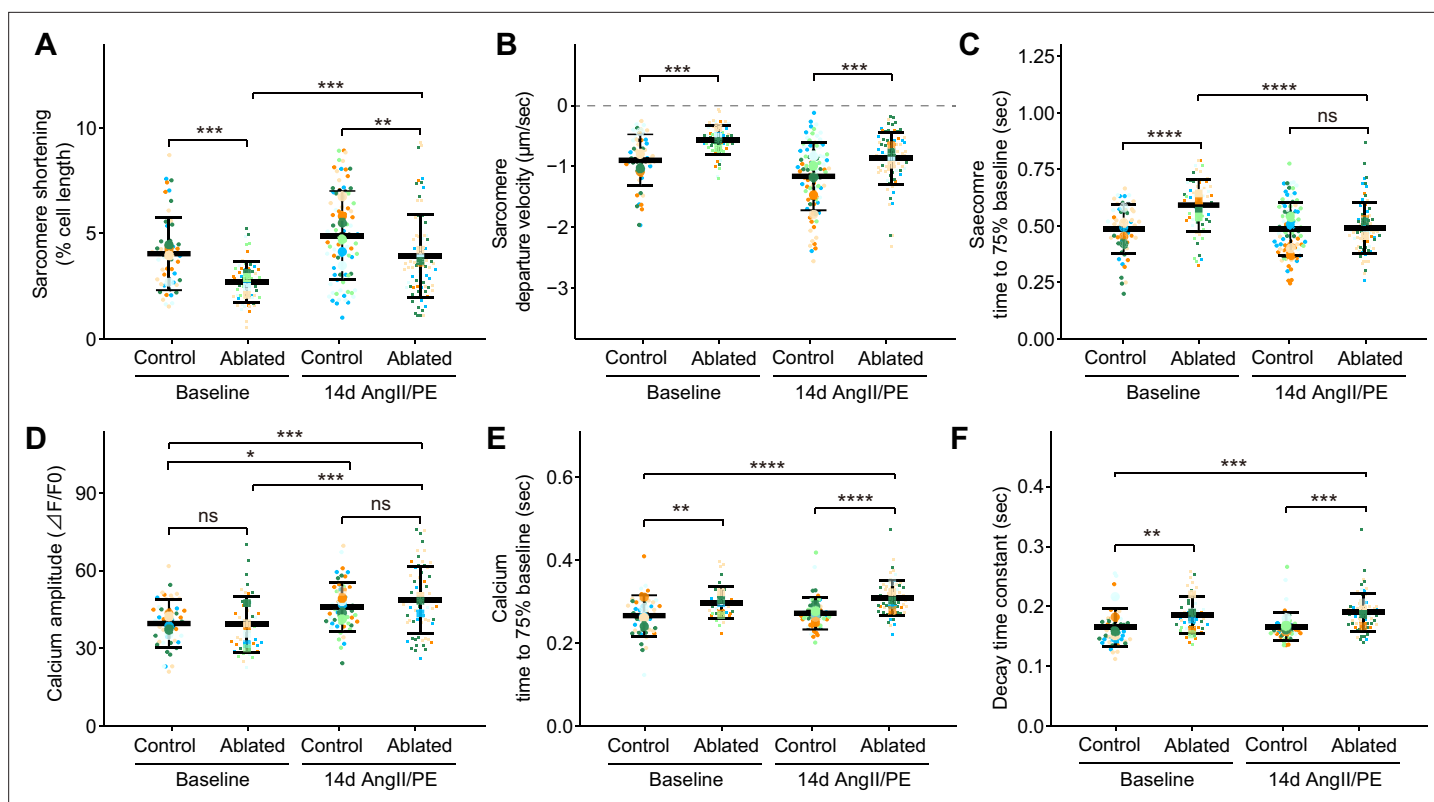 A
Sarcomere shortening
(% cell length)
10
5
0
***
***
**
Control Ablated Control Ablated
Baseline 14d AngII/PE
B
Sarcomere
departure velocity (μm/sec)
0
−1
−2
−3
*** ***
Control Ablated Control Ablated
Baseline 14d AngII/PE
C
Saecomre
time to 75% baseline (sec)
1.25
1.00
0.75
0.50
0.25
0.00
****
****
ns
Control Ablated Control Ablated
Baseline 14d AngII/PE
D
Calcium amplitude (⊿F/F0)
90
60
30
0
***
*
***
ns ns
Control Ablated Control Ablated
Baseline 14d AngII/PE
E
Calcium
time to 75% baseline (sec)
0.6
0.4
0.2
0.0
****
** ****
Control Ablated Control Ablated
Baseline 14d AngII/PE
F
Decay time constant (sec)
0.4
0.3
0.2
0.1
0.0
***
***
**
Control Ablated Control Ablated
Baseline 14d AngII/PE